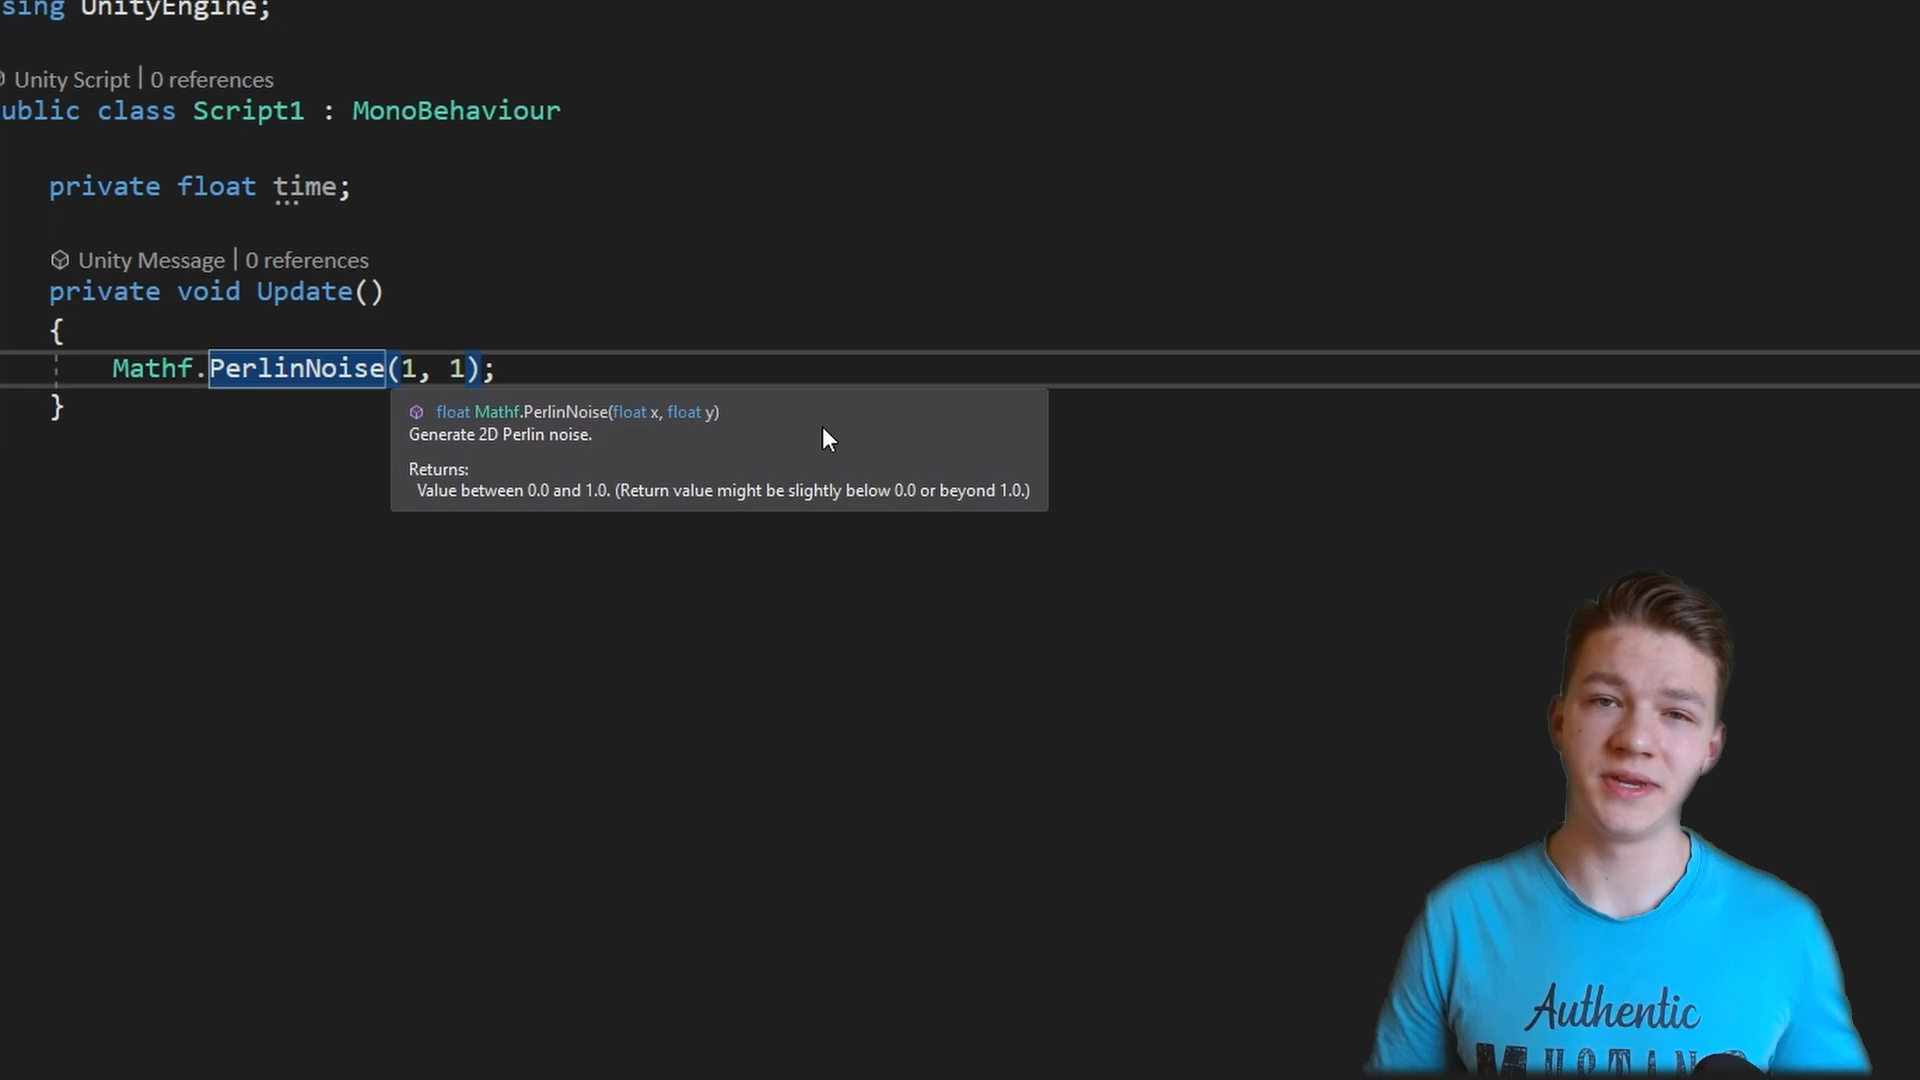 sing UnityEngine;
Unity Script | 0 references
ublic class Script1 : MonoBehaviour
private float time;
Unity Message | 0 references
private void Update()
{
Mathf.PerlinNoise(1, 1);
}
float Mathf.PerlinNoise(float x, float y)
Generate 2D Perlin noise.
Returns:
Value between 0.0 and 1.0. (Return value might be slightly below 0.0 or beyond 1.0.)
Authentic